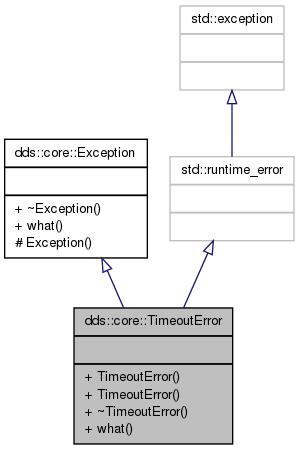 std::exception
dds::core::Exception
+ ~Exception()
+ what()
# Exception()
std::runtime_error
dds::core::TimeoutError
+ TimeoutError()
+ TimeoutError()
+ ~TimeoutError()
+ what()